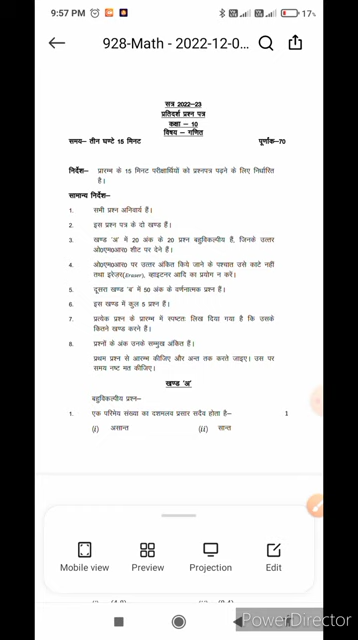 9:57 PM 17%
928-Math - 2022-12-0...
सत्र 2022–23
प्रतिदर्श प्रश्न पत्र
कक्षा – 10
विषय – गणित
समय– तीन घण्टे 15 मिनट पूर्णांक–70
निर्देश– प्रारम्भ के 15 मिनट परीक्षार्थियों को प्रश्नपत्र पढ़ने के लिए निर्धारित
है।
सामान्य निर्देश–
1. सभी प्रश्न अनिवार्य हैं।
2. इस प्रश्न पत्र के दो खण्ड हैं।
3. खण्ड 'अ' में 20 अंक के 20 प्रश्न बहुविकल्पीय हैं, जिनके उत्तर
ओ0एम0आर0 शीट पर देने हैं।
4. ओ0एम0आर0 पर उत्तर अंकित किये जाने के पश्चात उसे काटे नहीं
तथा इरेजर(Eraser), व्हाइटनर आदि का प्रयोग न करें।
5. दूसरा खण्ड 'ब' में 50 अंक के वर्णनात्मक प्रश्न हैं।
6. इस खण्ड में कुल 5 प्रश्न हैं।
7. प्रत्येक प्रश्न के प्रारम्भ में स्पष्टतः लिख दिया गया है कि उसके
कितने खण्ड करने हैं।
8. प्रश्नों के अंक उनके सम्मुख अंकित हैं।
प्रथम प्रश्न से आरम्भ कीजिए और अन्त तक करते जाइए। उस पर
समय नष्ट मत कीजिए।
खण्ड 'अ'
बहुविकल्पीय प्रश्न–
1. एक परिमेय संख्या का दशमलव प्रसार सदैव होता है– 1
(i) असान्त (ii) सान्त
Mobile view Preview Projection Edit
PowerDirector